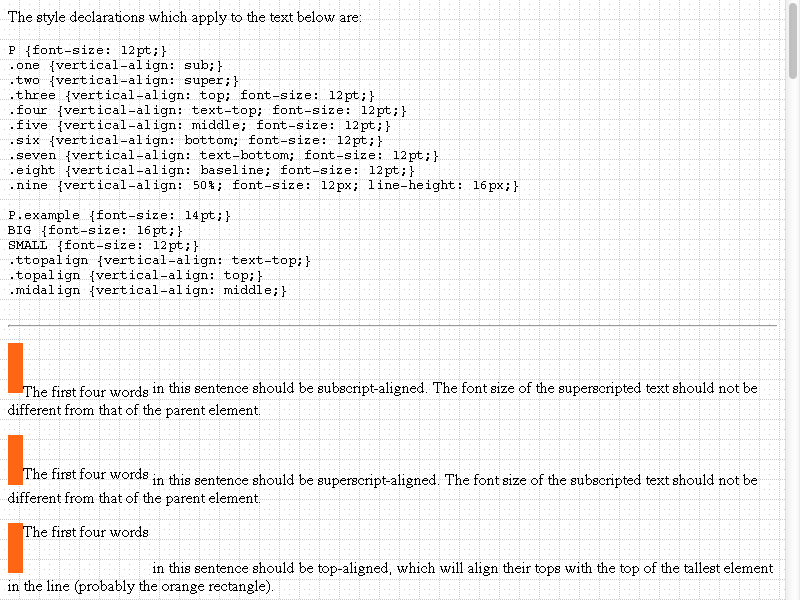 The style declarations which apply to the text below are:
P {font-size: 12pt;}
.one {vertical-align: sub;}
.two {vertical-align: super;}
.three {vertical-align: top; font-size: 12pt;}
.four {vertical-align: text-top; font-size: 12pt;}
.five {vertical-align: middle; font-size: 12pt;}
.six {vertical-align: bottom; font-size: 12pt;}
.seven {vertical-align: text-bottom; font-size: 12pt;}
.eight {vertical-align: baseline; font-size: 12pt;}
.nine {vertical-align: 50%; font-size: 12px; line-height: 16px;}
P.example {font-size: 14pt;}
BIG {font-size: 16pt;}
SMALL {font-size: 12pt;}
.ttopalign {vertical-align: text-top;}
.topalign {vertical-align: top;}
.midalign {vertical-align: middle;}
The first four words in this sentence should be subscript-aligned. The font size of the superscripted text should not be
different from that of the parent element.
The first four words in this sentence should be superscript-aligned. The font size of the subscripted text should not be
different from that of the parent element.
The first four words
in this sentence should be top-aligned, which will align their tops with the top of the tallest element
in the line (probably the orange rectangle).